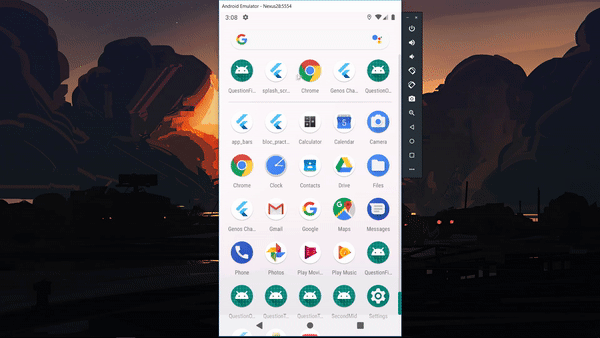 Android Emulator - Nexus28:5554
3:08
QuestionFi... splash_scr... Chrome Genos Cha... QuestionD...
app_bars bloc_pract... Calculator Calendar Camera
Chrome Clock Contacts Drive Files
Genos Cha... Gmail Google Maps Messages
Phone Photos Play Movi... Play Music QuestionFi...
QuestionD... QuestionT... QuestionT... SecondMid... Settings